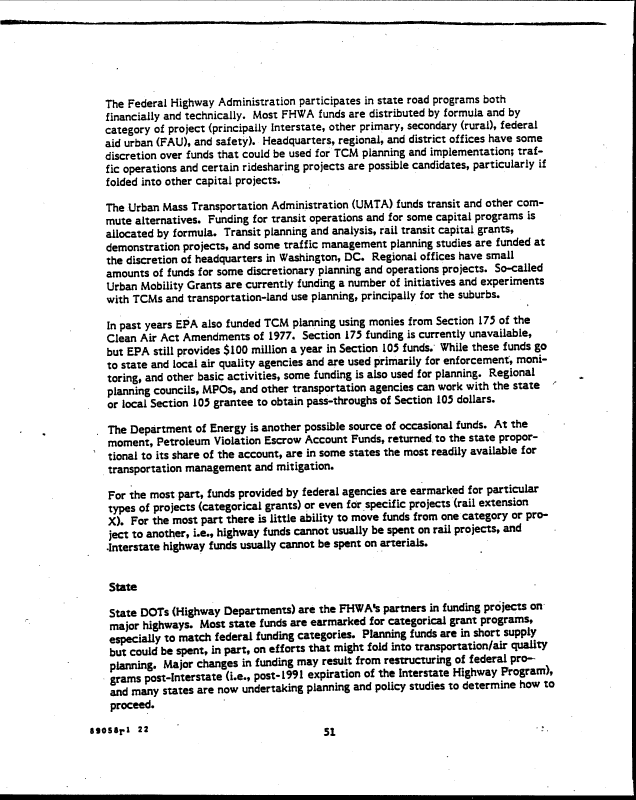 The Federal Highway Administration participates in state road programs both
financially and technically. Most FHWA funds are distributed by formula and by
category of project (principally Interstate, other primary, secondary (rural), federal
aid urban (FAU), and safety). Headquarters, regional, and district offices have some
discretion over funds that could be used for TCM planning and implementation; traf-
fic operations and certain ridesharing projects are possible candidates, particularly if
folded into other capital projects.
The Urban Mass Transportation Administration (UMTA) funds transit and other com-
mute alternatives. Funding for transit operations and for some capital programs is
allocated by formula. Transit planning and analysis, rail transit capital grants,
demonstration projects, and some traffic management planning studies are funded at
the discretion of headquarters in Washington, DC. Regional offices have small
amounts of funds for some discretionary planning and operations projects. So-called
Urban Mobility Grants are currently funding a number of initiatives and experiments
with TCMs and transportation-land use planning, principally for the suburbs.
In past years EPA also funded TCM planning using monies from Section 175 of the
Clean Air Act Amendments of 1977. Section 175 funding is currently unavailable,
but EPA still provides $100 million a year in Section 105 funds. While these funds go
to state and local air quality agencies and are used primarily for enforcement, moni-
toring, and other basic activities, some funding is also used for planning. Regional
planning councils, MPOs, and other transportation agencies can work with the state
or local Section 105 grantee to obtain pass-throughs of Section 105 dollars.
The Department of Energy is another possible source of occasional funds. At the
moment, Petroleum Violation Escrow Account Funds, returned to the state propor-
tional to its share of the account, are in some states the most readily available for
transportation management and mitigation.
For the most part, funds provided by federal agencies are earmarked for particular
types of projects (categorical grants) or even for specific projects (rail extension
X). For the most part there is little ability to move funds from one category or pro-
ject to another, i.e., highway funds cannot usually be spent on rail projects, and
Interstate highway funds usually cannot be spent on arterials.
State
State DOTs (Highway Departments) are the FHWA's partners in funding projects on
major highways. Most state funds are earmarked for categorical grant programs,
especially to match federal funding categories. Planning funds are in short supply
but could be spent, in part, on efforts that might fold into transportation/air quality
planning. Major changes in funding may result from restructuring of federal pro-
grams post-Interstate (i.e., post-1991 expiration of the Interstate Highway Program),
and many states are now undertaking planning and policy studies to determine how to
proceed.
89058r1 22
51